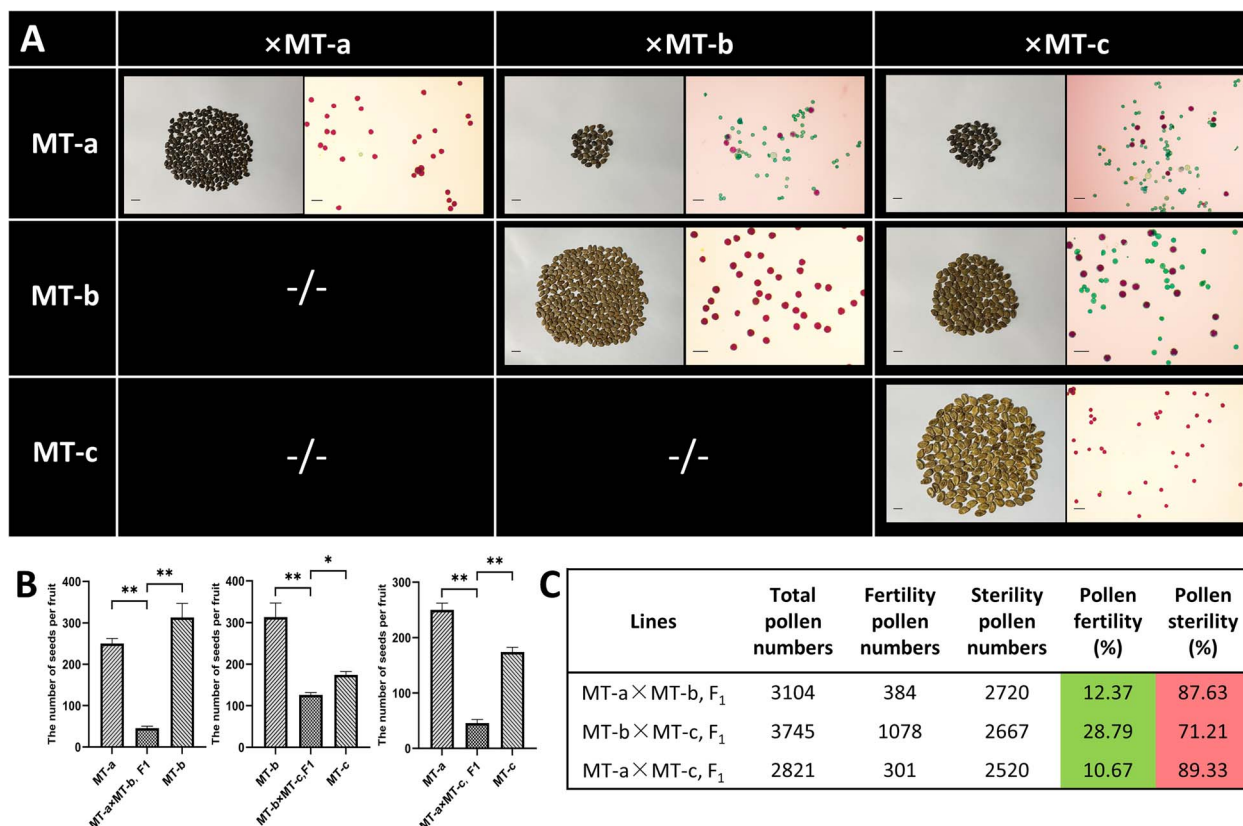 A
×MT-a
×MT-b
×MT-c
MT-a
MT-b
-/-
MT-c
-/-
-/-
B
The number of seeds per fruit
400
300
200
100
0
**
**
MT-a
MT-a×MT-b, F1
MT-b
The number of seeds per fruit
400
300
200
100
0
**
*
MT-b
MT-b×MT-c,F1
MT-c
The number of seeds per fruit
300
200
100
0
**
**
MT-a
MT-a×MT-c, F1
MT-c
C
Lines Total pollen numbers Fertility pollen numbers Sterility pollen numbers Pollen fertility (%) Pollen sterility (%)
MT-a×MT-b, F₁ 3104 384 2720 12.37 87.63
MT-b×MT-c, F₁ 3745 1078 2667 28.79 71.21
MT-a×MT-c, F₁ 2821 301 2520 10.67 89.33